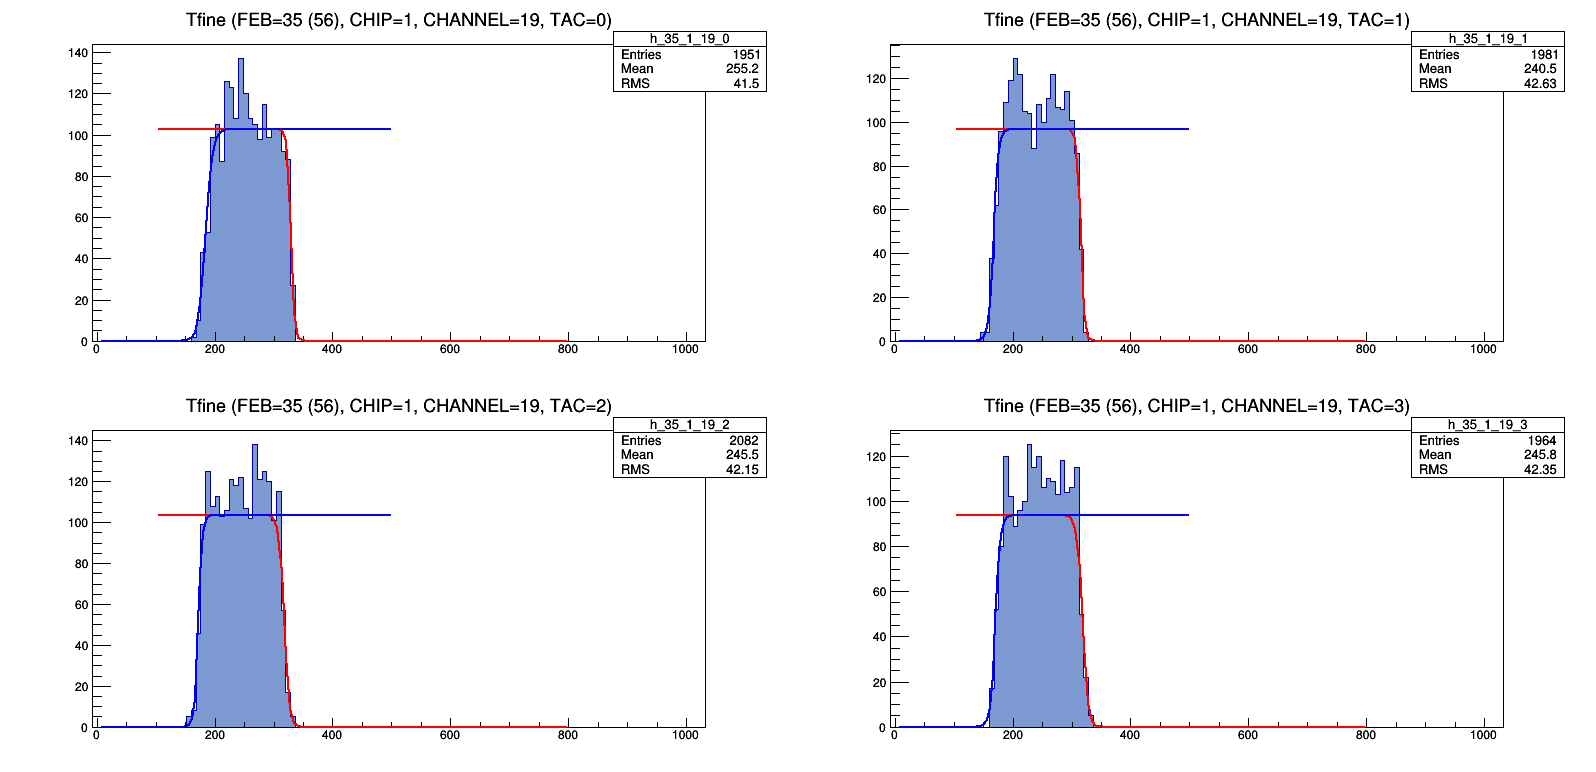 Tfine (FEB=35 (56), CHIP=1, CHANNEL=19, TAC=0)
h_35_1_19_0
Entries 1951
Mean 255.2
RMS 41.5
140
120
100
80
60
40
20
0
0 200 400 600 800 1000
Tfine (FEB=35 (56), CHIP=1, CHANNEL=19, TAC=1)
h_35_1_19_1
Entries 1981
Mean 240.5
RMS 42.63
120
100
80
60
40
20
0
0 200 400 600 800 1000
Tfine (FEB=35 (56), CHIP=1, CHANNEL=19, TAC=2)
h_35_1_19_2
Entries 2082
Mean 245.5
RMS 42.15
140
120
100
80
60
40
20
0
0 200 400 600 800 1000
Tfine (FEB=35 (56), CHIP=1, CHANNEL=19, TAC=3)
h_35_1_19_3
Entries 1964
Mean 245.8
RMS 42.35
120
100
80
60
40
20
0
0 200 400 600 800 1000